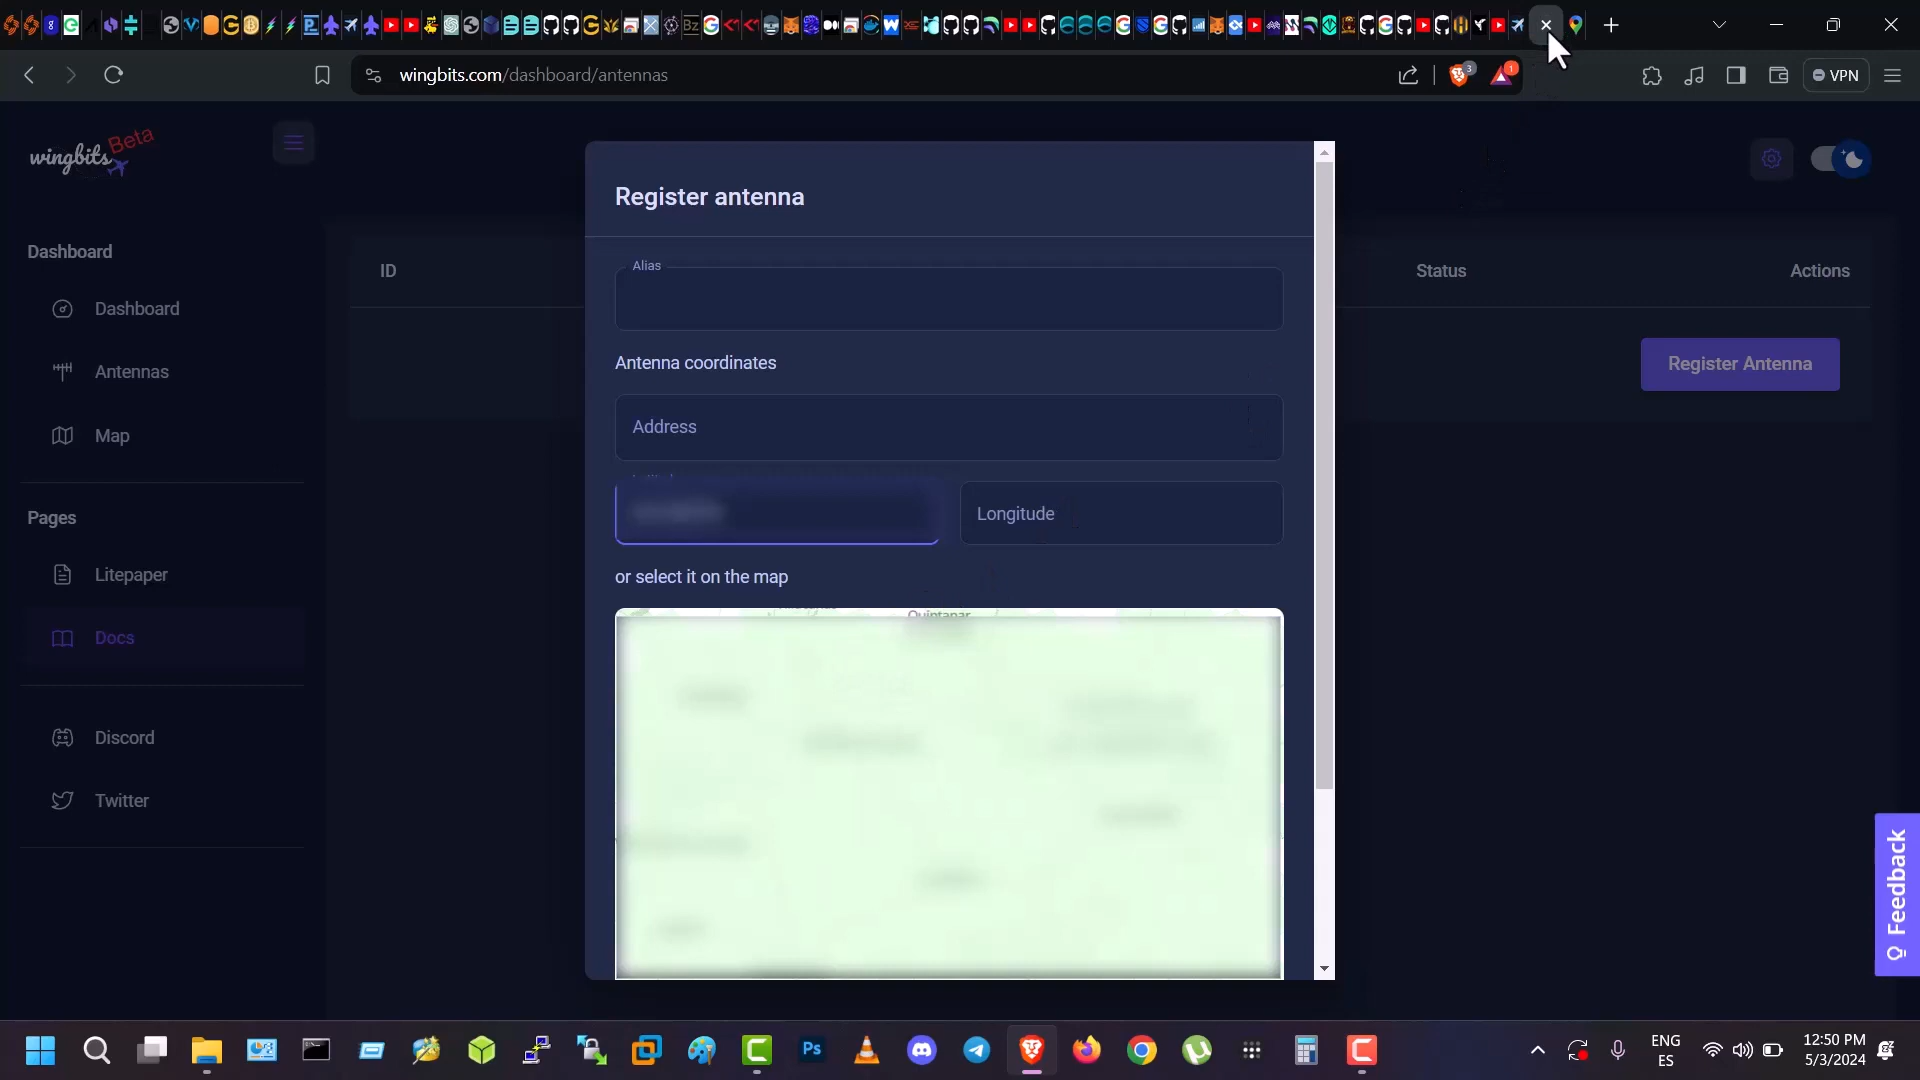 wingbits.com/dashboard/antennas
VPN
wingbits Beta
Register antenna
Alias
Antenna coordinates
Address
Longitude
or select it on the map
Quintanar
Dashboard
Dashboard
Antennas
Map
Pages
Litepaper
Docs
Discord
Twitter
ID
Status
Actions
Register Antenna
Feedback
ENG
ES
12:50 PM
5/3/2024